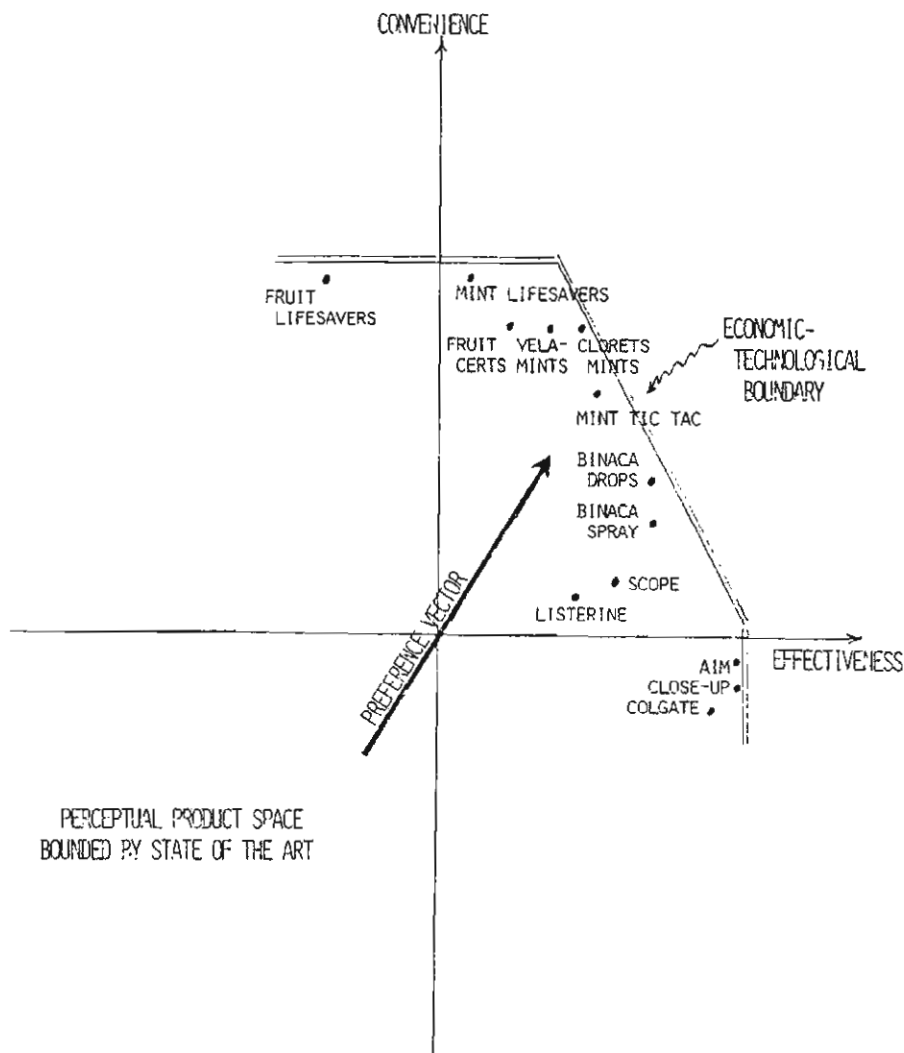 CONVENIENCE
FRUIT
LIFESAVERS
MINT LIFESAVERS
FRUIT VELA- CLORETS
CERTS MINTS MINTS
ECONOMIC-
TECHNOLOGICAL
BOUNDARY
MINT TIC TAC
BINACA
DROPS
BINACA
SPRAY
SCOPE
LISTERINE
PREFERENCE VECTOR
EFFECTIVENESS
AIM
CLOSE-UP
COLGATE
PERCEPTUAL PRODUCT SPACE
BOUNDED BY STATE OF THE ART